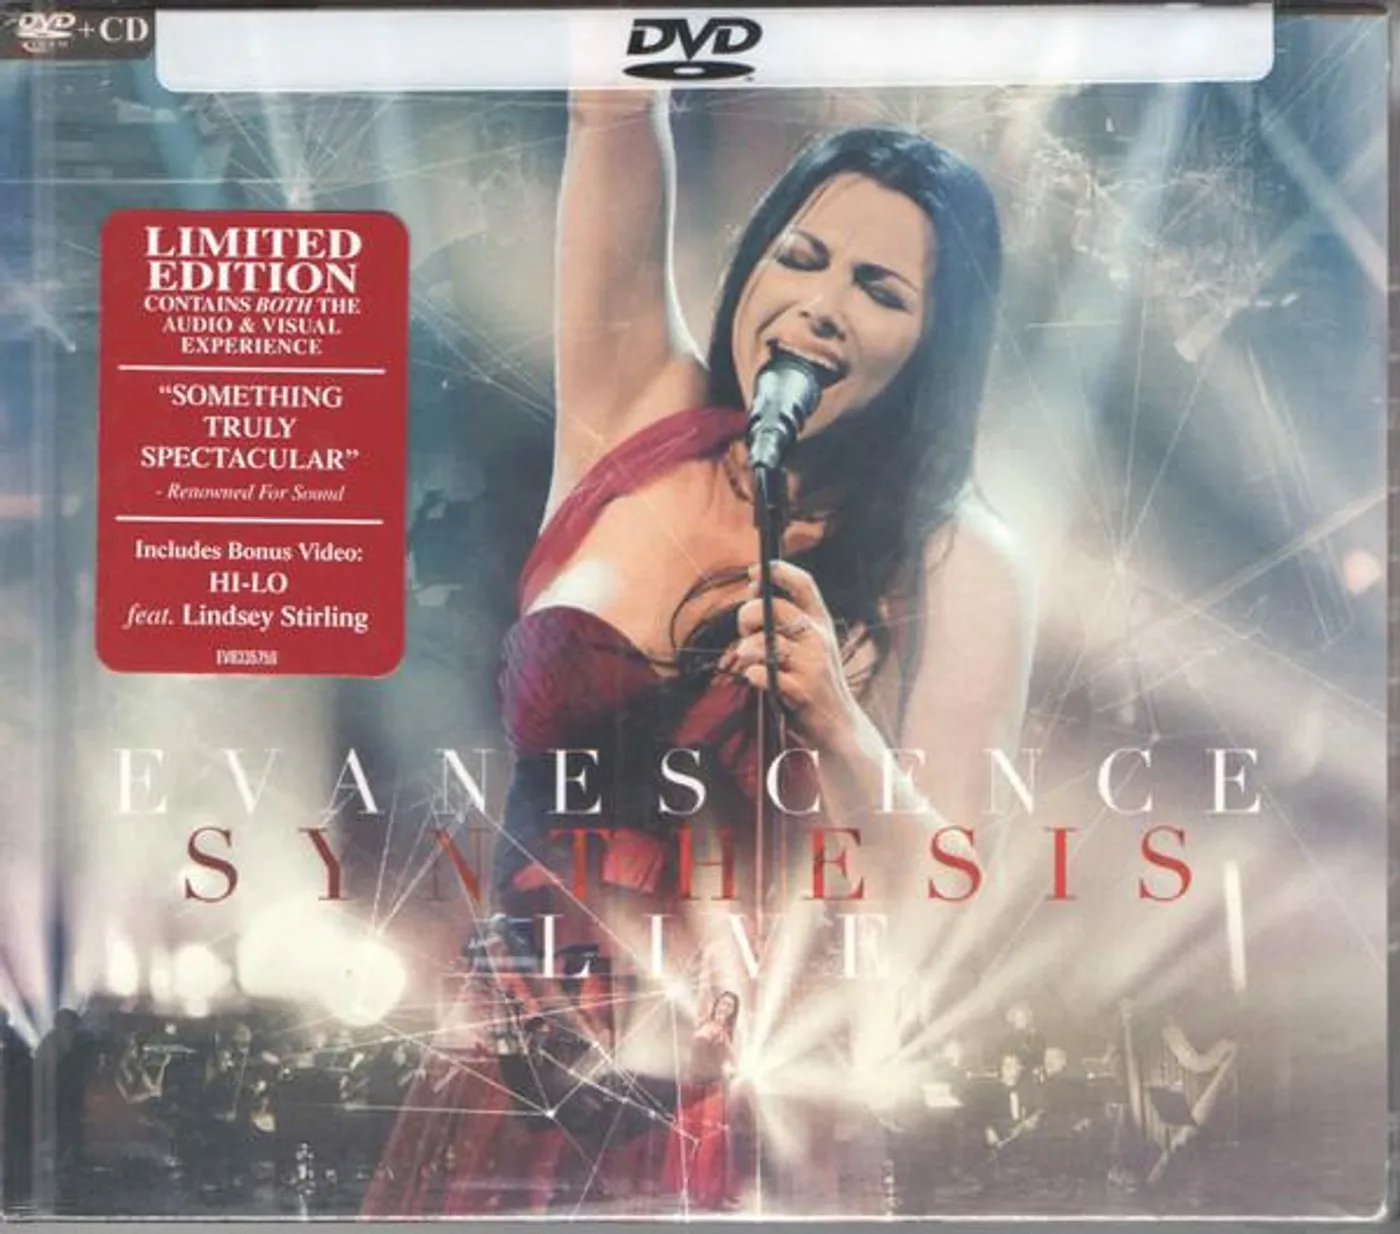 DVD
VIDEO
+ CD
DVD
LIMITED
EDITION
CONTAINS BOTH THE
AUDIO & VISUAL
EXPERIENCE
“SOMETHING
TRULY
SPECTACULAR”
- Renowned For Sound
Includes Bonus Video:
HI-LO
feat. Lindsey Stirling
EVANESCENCE
SYNTHESIS
LIVE